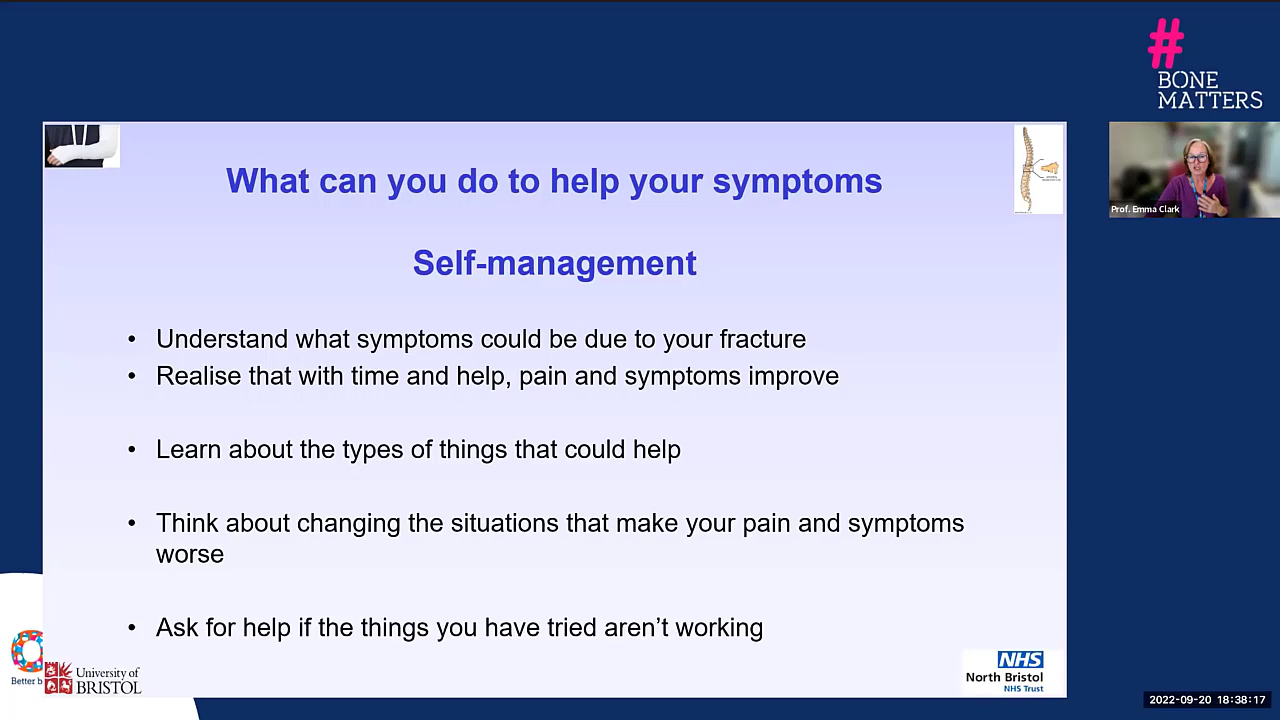 #
BONE
MATTERS
What can you do to help your symptoms
Prof. Emma Clark
Self-management
• Understand what symptoms could be due to your fracture
• Realise that with time and help, pain and symptoms improve
• Learn about the types of things that could help
• Think about changing the situations that make your pain and symptoms
worse
• Ask for help if the things you have tried aren't working
Better b
University of
BRISTOL
NHS
North Bristol
NHS Trust
2022-09-20 18:38:17